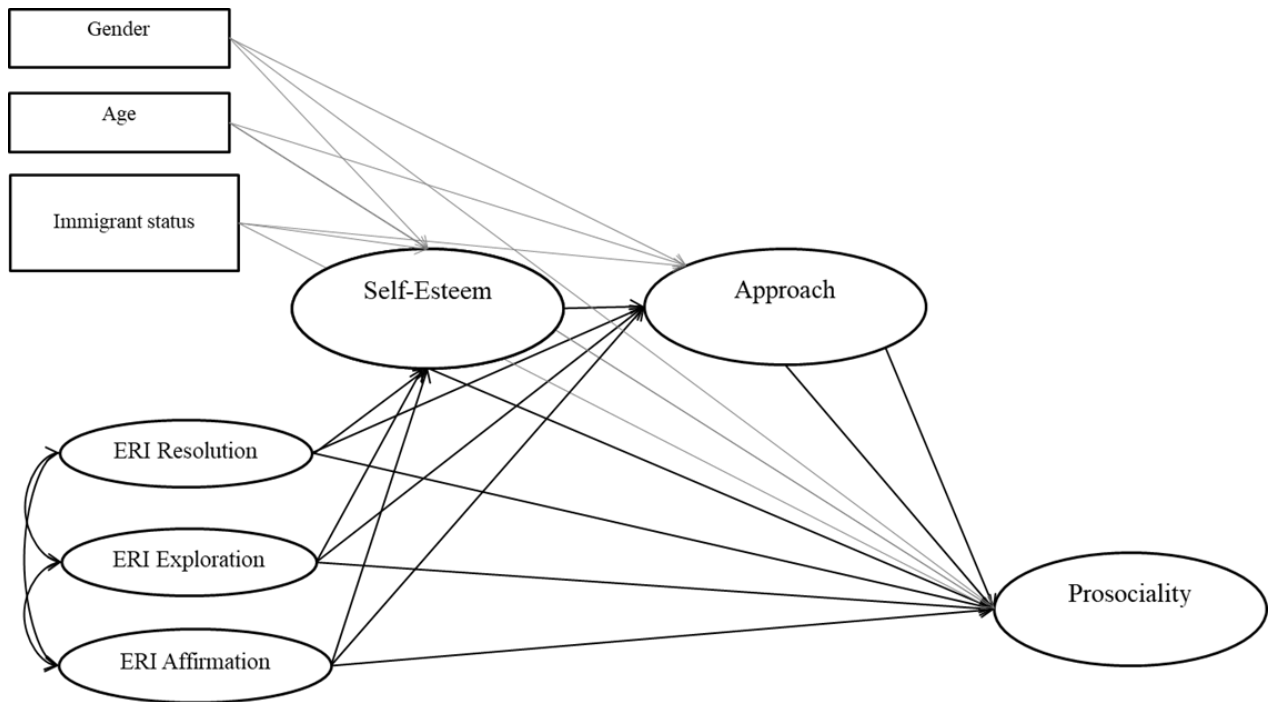 Gender
Age
Immigrant status
Self-Esteem
Approach
ERI Resolution
ERI Exploration
ERI Affirmation
Prosociality